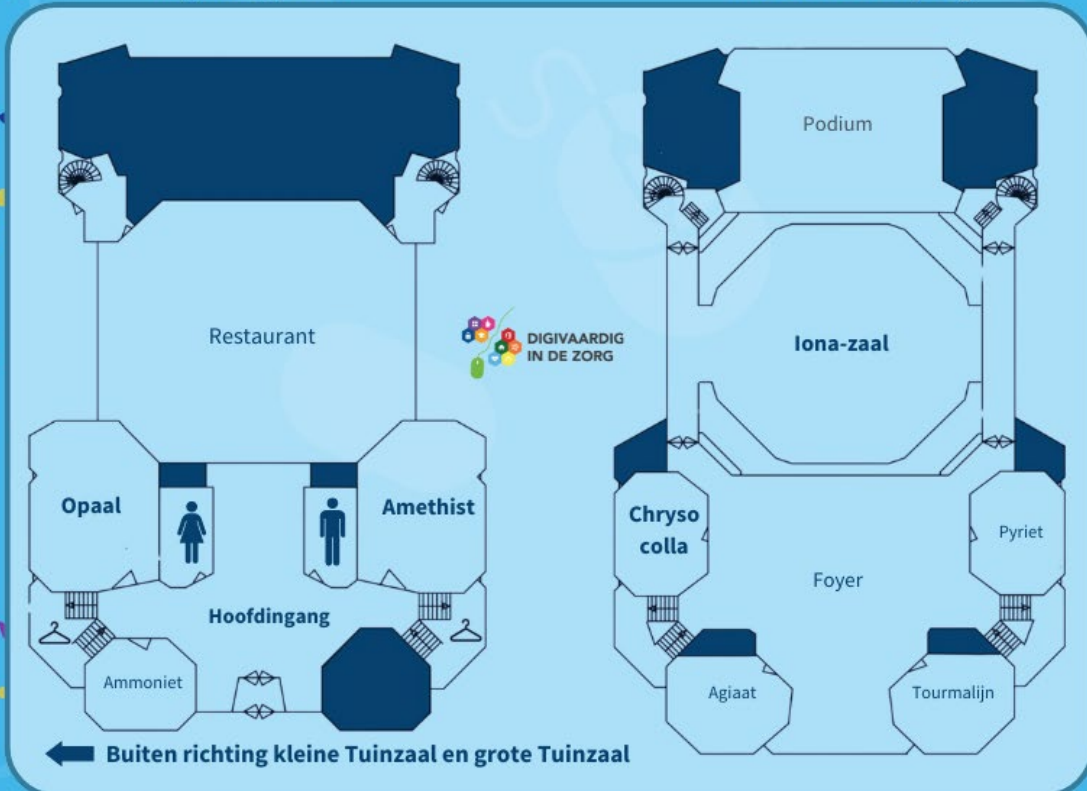 Restaurant
Opaal
Amethist
Hoofdingang
Ammoniet
DIGIVAARDIG
IN DE ZORG
Podium
Iona-zaal
Chryso
colla
Pyriet
Foyer
Agiaat
Tourmalijn
Buiten richting kleine Tuinzaal en grote Tuinzaal